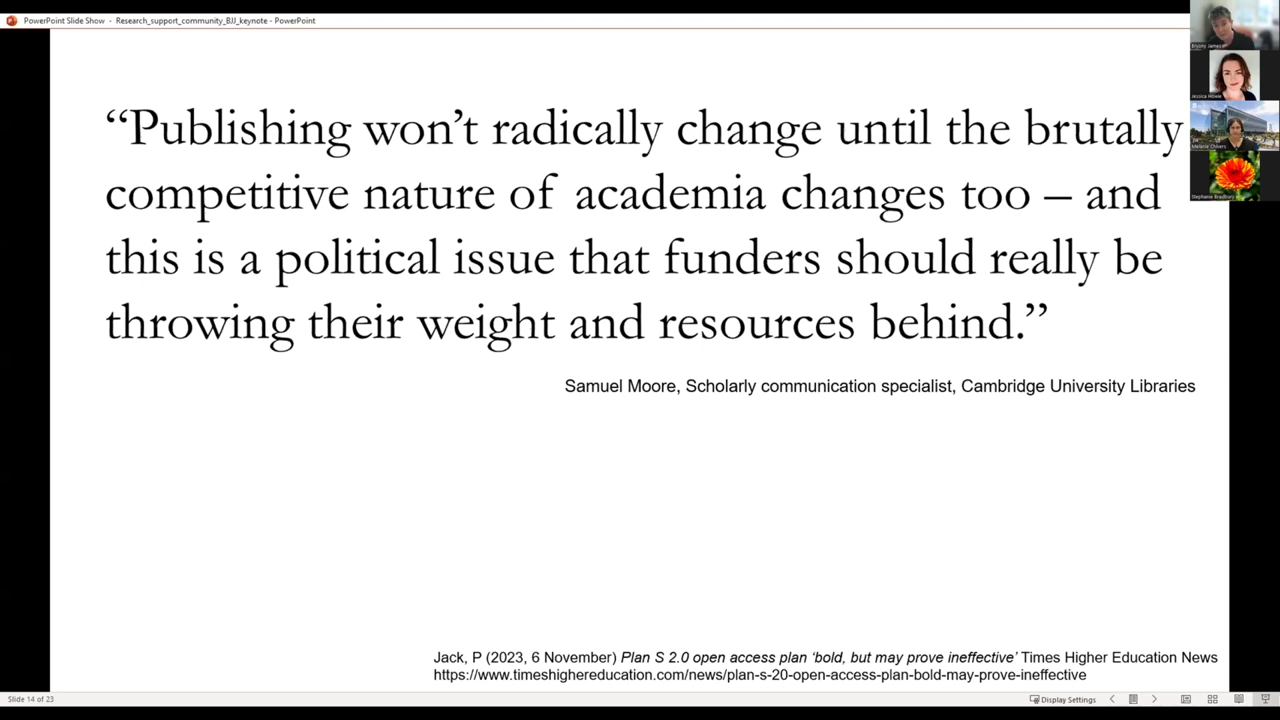 PowerPoint Slide Show - Research_support_community_BJJ_keynote - PowerPoint
“Publishing won’t radically change until the brutally
competitive nature of academia changes too – and
this is a political issue that funders should really be
throwing their weight and resources behind.”
Samuel Moore, Scholarly communication specialist, Cambridge University Libraries
Jack, P (2023, 6 November) Plan S 2.0 open access plan ‘bold, but may prove ineffective’ Times Higher Education News
https://www.timeshighereducation.com/news/plan-s-20-open-access-plan-bold-may-prove-ineffective
Slide 14 of 23
Display Settings
Stephanie Bradbury